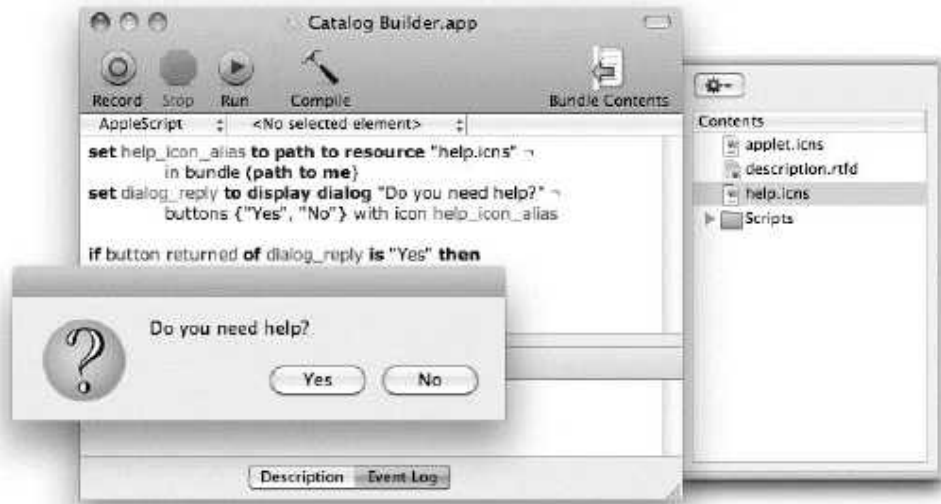 Catalog Builder.app
Record Stop Run Compile Bundle Contents
AppleScript <No selected element>
set help_icon_alias to path to resource "help.icns" ¬
in bundle (path to me)
set dialog_reply to display dialog "Do you need help?" ¬
buttons {"Yes", "No"} with icon help_icon_alias
if button returned of dialog_reply is "Yes" then
Contents
applet.icns
description.rtfd
help.icns
Scripts
?
Do you need help?
Yes No
Description Event Log